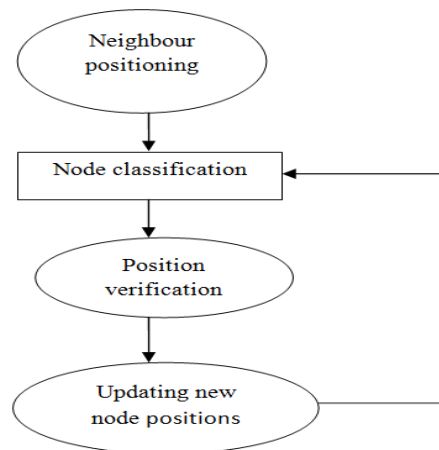 Neighbour
positioning
Node classification
Position
verification
Updating new
node positions